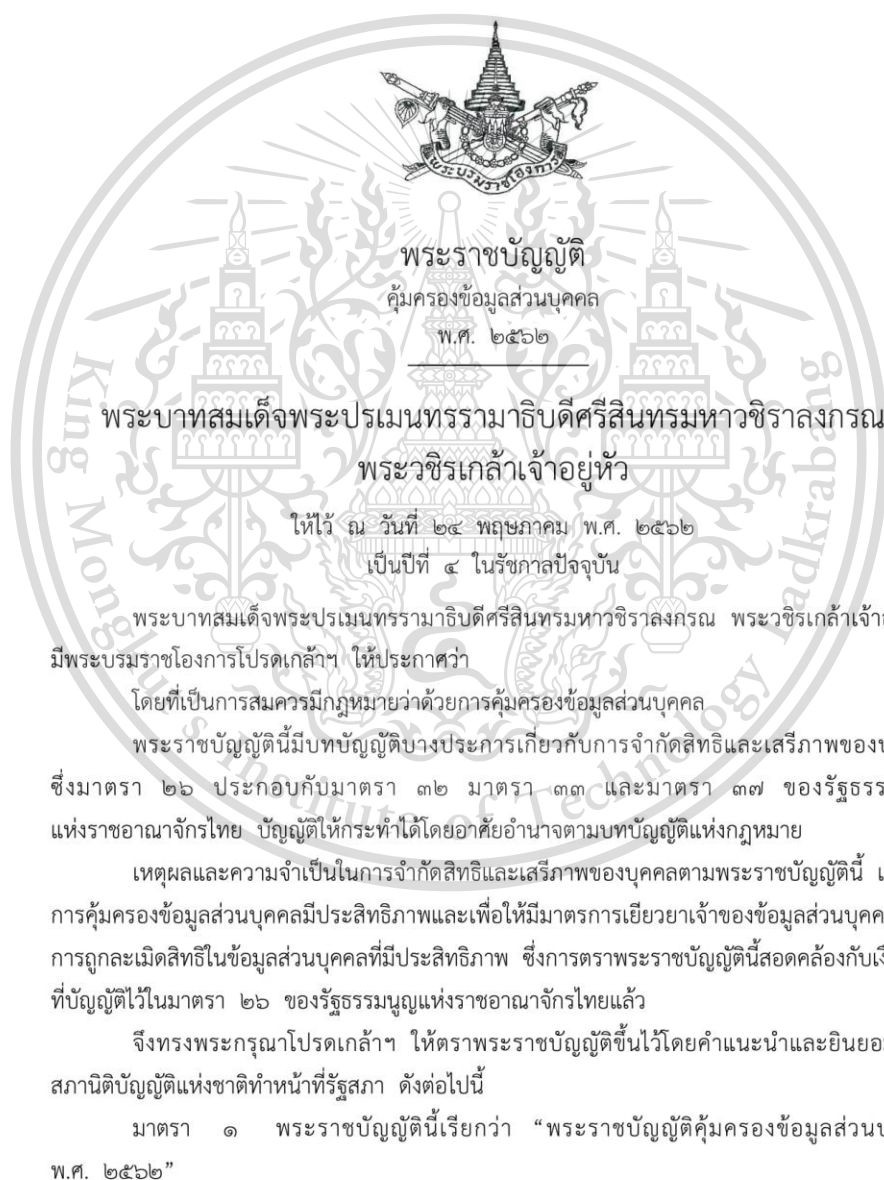 พระบรมราชโองการ
พระราชบัญญัติ
คุ้มครองข้อมูลส่วนบุคคล
พ.ศ. ๒๕๖๒
พระบาทสมเด็จพระปรเมนทรรามาธิบดีศรีสินทรมหาวชิราลงกรณ
พระวชิรเกล้าเจ้าอยู่หัว
ให้ไว้ ณ วันที่ ๒๔ พฤษภาคม พ.ศ. ๒๕๖๒
เป็นปีที่ ๔ ในรัชกาลปัจจุบัน
พระบาทสมเด็จพระปรเมนทรรามาธิบดีศรีสินทรมหาวชิราลงกรณ พระวชิรเกล้าเจ้า
มีพระบรมราชโองการโปรดเกล้าฯ ให้ประกาศว่า
โดยที่เป็นการสมควรมีกฎหมายว่าด้วยการคุ้มครองข้อมูลส่วนบุคคล
พระราชบัญญัตินี้มีบทบัญญัติบางประการเกี่ยวกับการจำกัดสิทธิและเสรีภาพของ
ซึ่งมาตรา ๒๖ ประกอบกับมาตรา ๓๒ มาตรา ๓๓ และมาตรา ๓๗ ของรัฐธรร
แห่งราชอาณาจักรไทย บัญญัติให้กระทำได้โดยอาศัยอำนาจตามบทบัญญัติแห่งกฎหมาย
เหตุผลและความจำเป็นในการจำกัดสิทธิและเสรีภาพของบุคคลตามพระราชบัญญัตินี้ เ
การคุ้มครองข้อมูลส่วนบุคคลมีประสิทธิภาพและเพื่อให้มีมาตรการเยียวยาเจ้าของข้อมูลส่วนบุคค
การถูกละเมิดสิทธิในข้อมูลส่วนบุคคลที่มีประสิทธิภาพ ซึ่งการตราพระราชบัญญัตินี้สอดคล้องกับเงื
ที่บัญญัติไว้ในมาตรา ๒๖ ของรัฐธรรมนูญแห่งราชอาณาจักรไทยแล้ว
จึงทรงพระกรุณาโปรดเกล้าฯ ให้ตราพระราชบัญญัติขึ้นไว้โดยคำแนะนำและยินยอ
สภานิติบัญญัติแห่งชาติทำหน้าที่รัฐสภา ดังต่อไปนี้
มาตรา ๑ พระราชบัญญัตินี้เรียกว่า “พระราชบัญญัติคุ้มครองข้อมูลส่วนบ
พ.ศ. ๒๕๖๒”
King Mongkut's Institute of Technology Ladkrabang